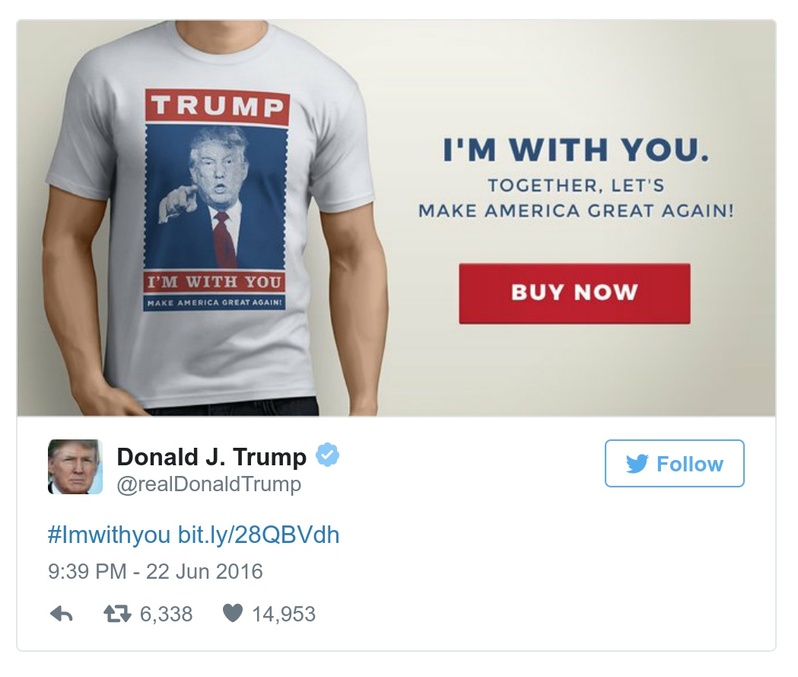 TRUMP
I'M WITH YOU
MAKE AMERICA GREAT AGAIN!
I'M WITH YOU.
TOGETHER, LET'S
MAKE AMERICA GREAT AGAIN!
BUY NOW
Donald J. Trump
@realDonaldTrump
Follow
#Imwithyou bit.ly/28QBVdh
9:39 PM - 22 Jun 2016
6,338 14,953